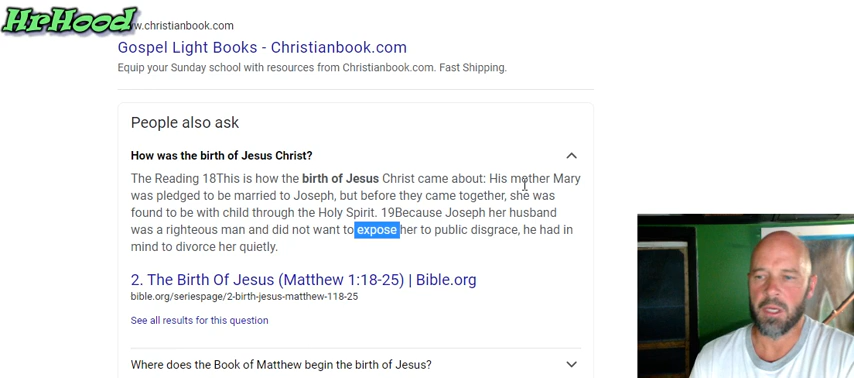 HrHood
www.christianbook.com
Gospel Light Books - Christianbook.com
Equip your Sunday school with resources from Christianbook.com. Fast Shipping.
People also ask
How was the birth of Jesus Christ?
The Reading 18This is how the birth of Jesus Christ came about: His mother Mary
was pledged to be married to Joseph, but before they came together, she was
found to be with child through the Holy Spirit. 19Because Joseph her husband
was a righteous man and did not want to expose her to public disgrace, he had in
mind to divorce her quietly.
2. The Birth Of Jesus (Matthew 1:18-25) | Bible.org
bible.org/seriespage/2-birth-jesus-matthew-118-25
See all results for this question
Where does the Book of Matthew begin the birth of Jesus?